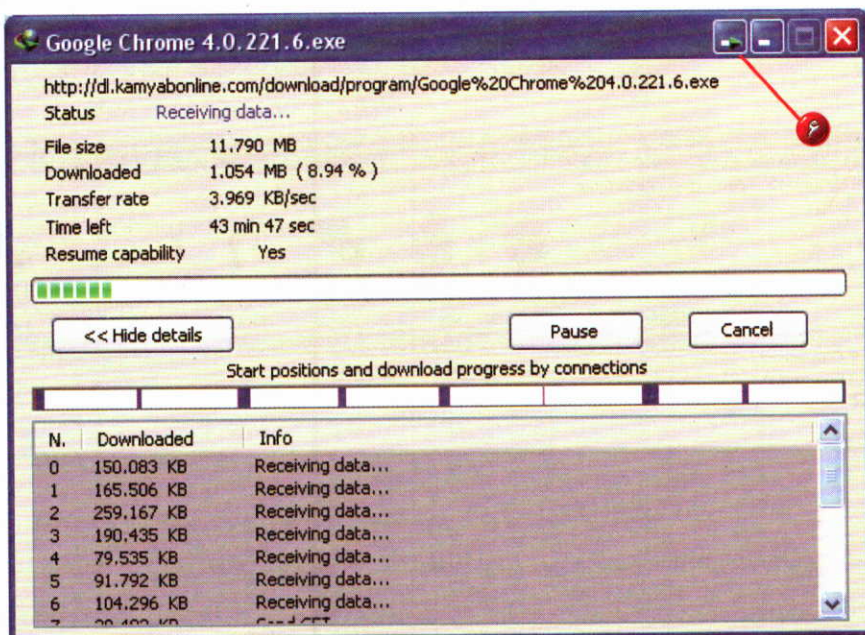 Google Chrome 4.0.221.6.exe
http://dl.kamyabonline.com/download/program/Google%20Chrome%204.0.221.6.exe
۶
Status Receiving data...
File size 11.790 MB
Downloaded 1.054 MB ( 8.94 % )
Transfer rate 3.969 KB/sec
Time left 43 min 47 sec
Resume capability Yes
<< Hide details Pause Cancel
Start positions and download progress by connections
N. Downloaded Info
0 150.083 KB Receiving data...
1 165.506 KB Receiving data...
2 259.167 KB Receiving data...
3 190.435 KB Receiving data...
4 79.535 KB Receiving data...
5 91.792 KB Receiving data...
6 104.296 KB Receiving data...